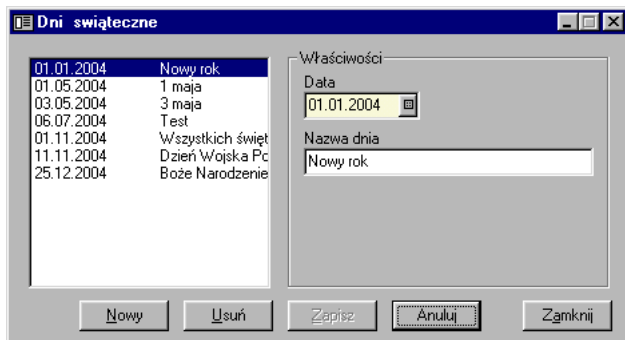 Dni swiąteczne
01.01.2004 Nowy rok
01.05.2004 1 maja
03.05.2004 3 maja
06.07.2004 Test
01.11.2004 Wszystkich święt
11.11.2004 Dzień Wojska Pc
25.12.2004 Boże Narodzenie
Właściwości
Data
01.01.2004
Nazwa dnia
Nowy rok
Nowy Usuń Zapisz Anuluj Zamknij